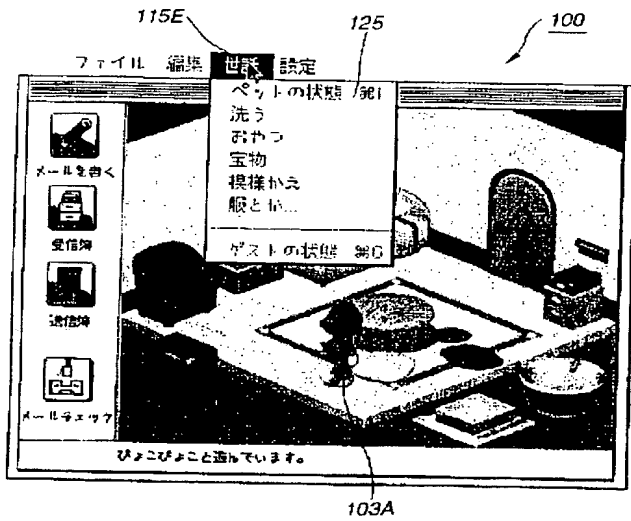 115E
125
100
ファイル 編集 世話 設定
ペットの状態 ⌘I
洗う
おやつ
宝物
模様かえ
服とか...
ゲストの状態 ⌘G
メールを書く
受信簿
送信簿
メールチェック
ぴょこぴょこと遊んでいます。
103A